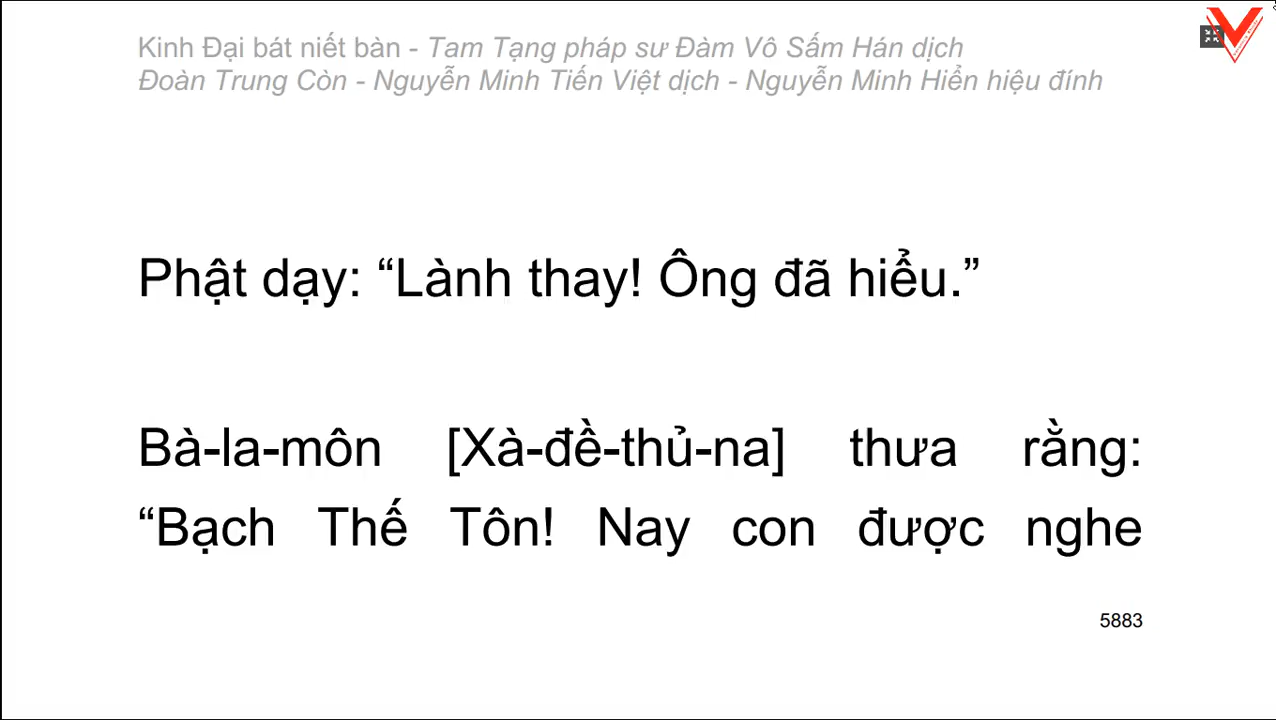 Kinh Đại bát niết bàn - Tam Tạng pháp sư Đàm Vô Sấm Hán dịch
Đoàn Trung Còn - Nguyễn Minh Tiến Việt dịch - Nguyễn Minh Hiển hiệu đính
Phật dạy: “Lành thay! Ông đã hiểu.”
Bà-la-môn [Xà-đề-thủ-na] thưa rằng:
“Bạch Thế Tôn! Nay con được nghe
5883